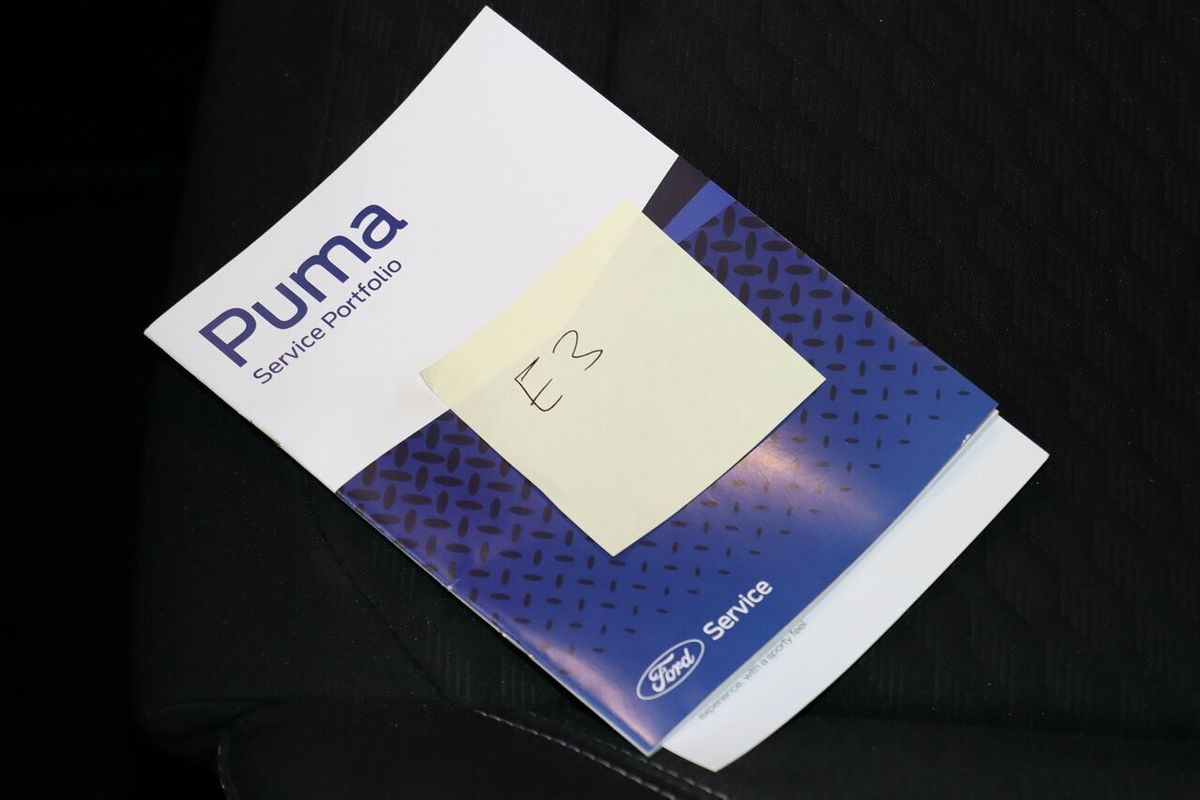 Puma
Service Portfolio
E3
Ford Service
experience, with a sporty feel.